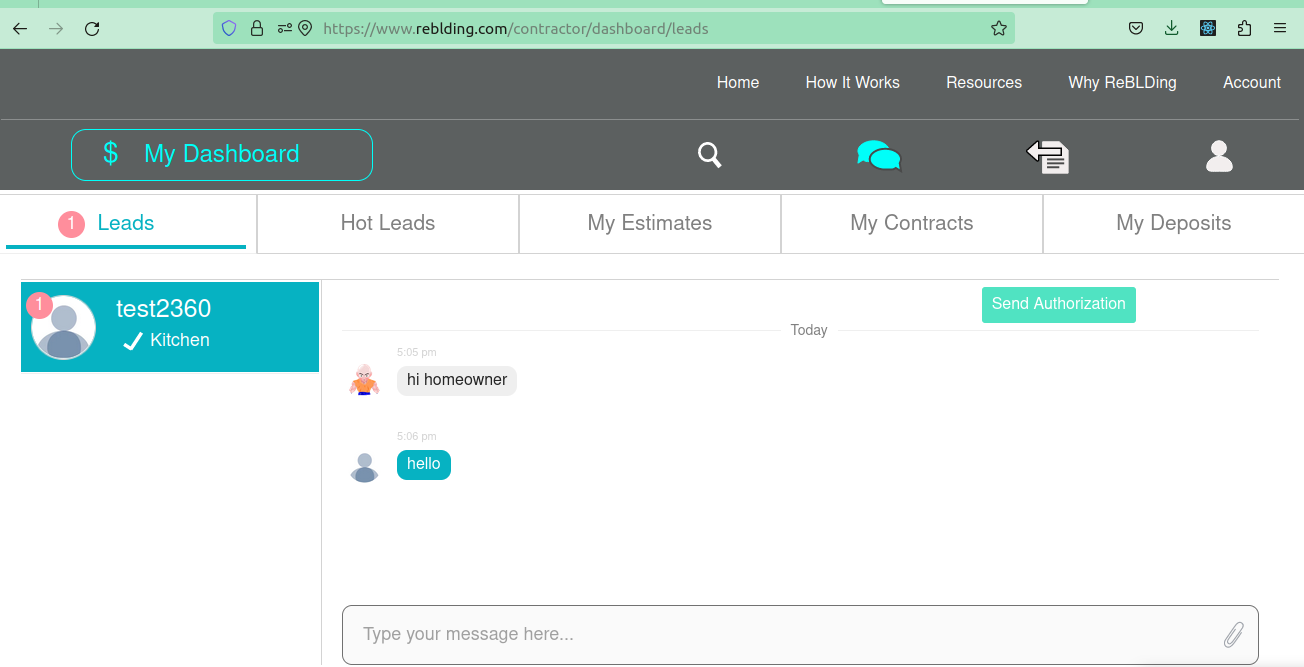 https://www.reblding.com/contractor/dashboard/leads
Home How It Works Resources Why ReBLDing Account
$ My Dashboard
1 Leads Hot Leads My Estimates My Contracts My Deposits
1 test2360
Kitchen
Send Authorization
Today
5:05 pm
hi homeowner
5:06 pm
hello
Type your message here...